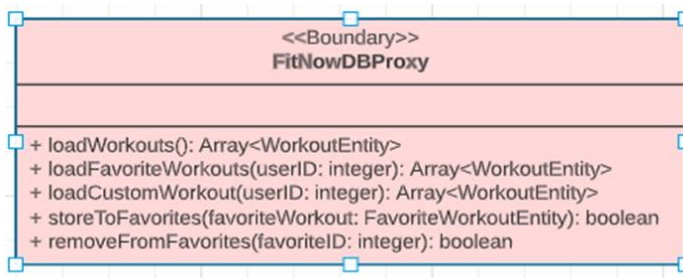 <<Boundary>>
FitNowDBProxy
+ loadWorkouts(): Array<WorkoutEntity>
+ loadFavoriteWorkouts(userID: integer): Array<WorkoutEntity>
+ loadCustomWorkout(userID: integer): Array<WorkoutEntity>
+ storeToFavorites(favoriteWorkout: FavoriteWorkoutEntity): boolean
+ removeFromFavorites(favoriteID: integer): boolean